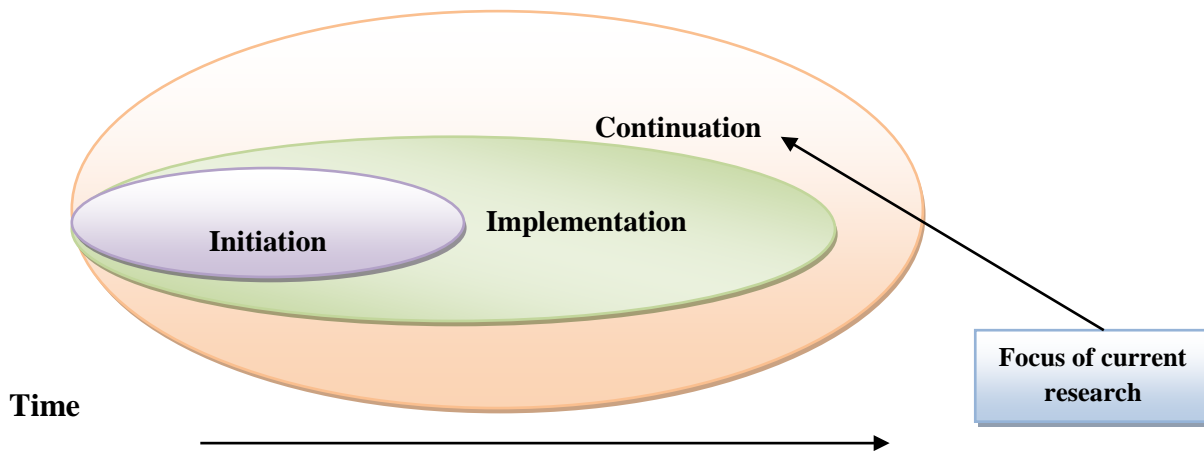 Continuation
Implementation
Initiation
Focus of current
research
Time